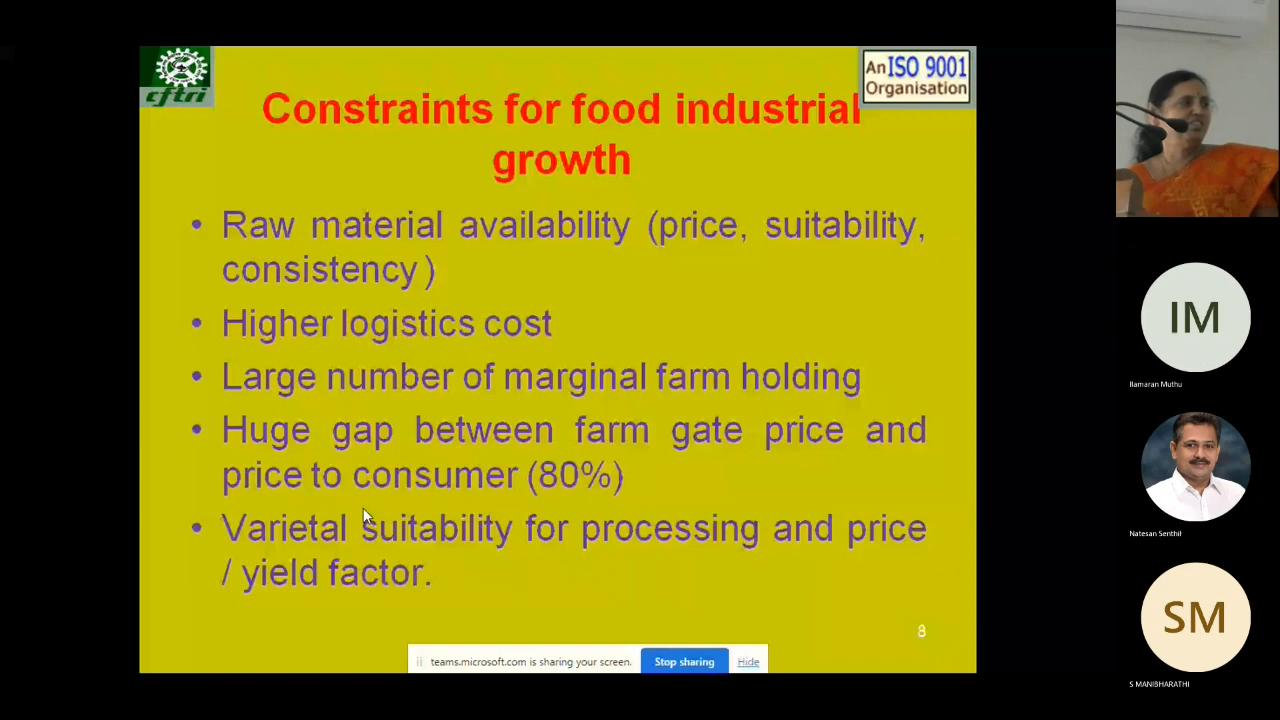 cftri
An ISO 9001
Organisation
Constraints for food industrial
growth
• Raw material availability (price, suitability,
consistency)
• Higher logistics cost
• Large number of marginal farm holding
• Huge gap between farm gate price and
price to consumer (80%)
• Varietal suitability for processing and price
/ yield factor.
8
teams.microsoft.com is sharing your screen.
Stop sharing
Hide
IM
Ilamaran Muthu
Natesan Senthil
SM
S MANIBHARATHI